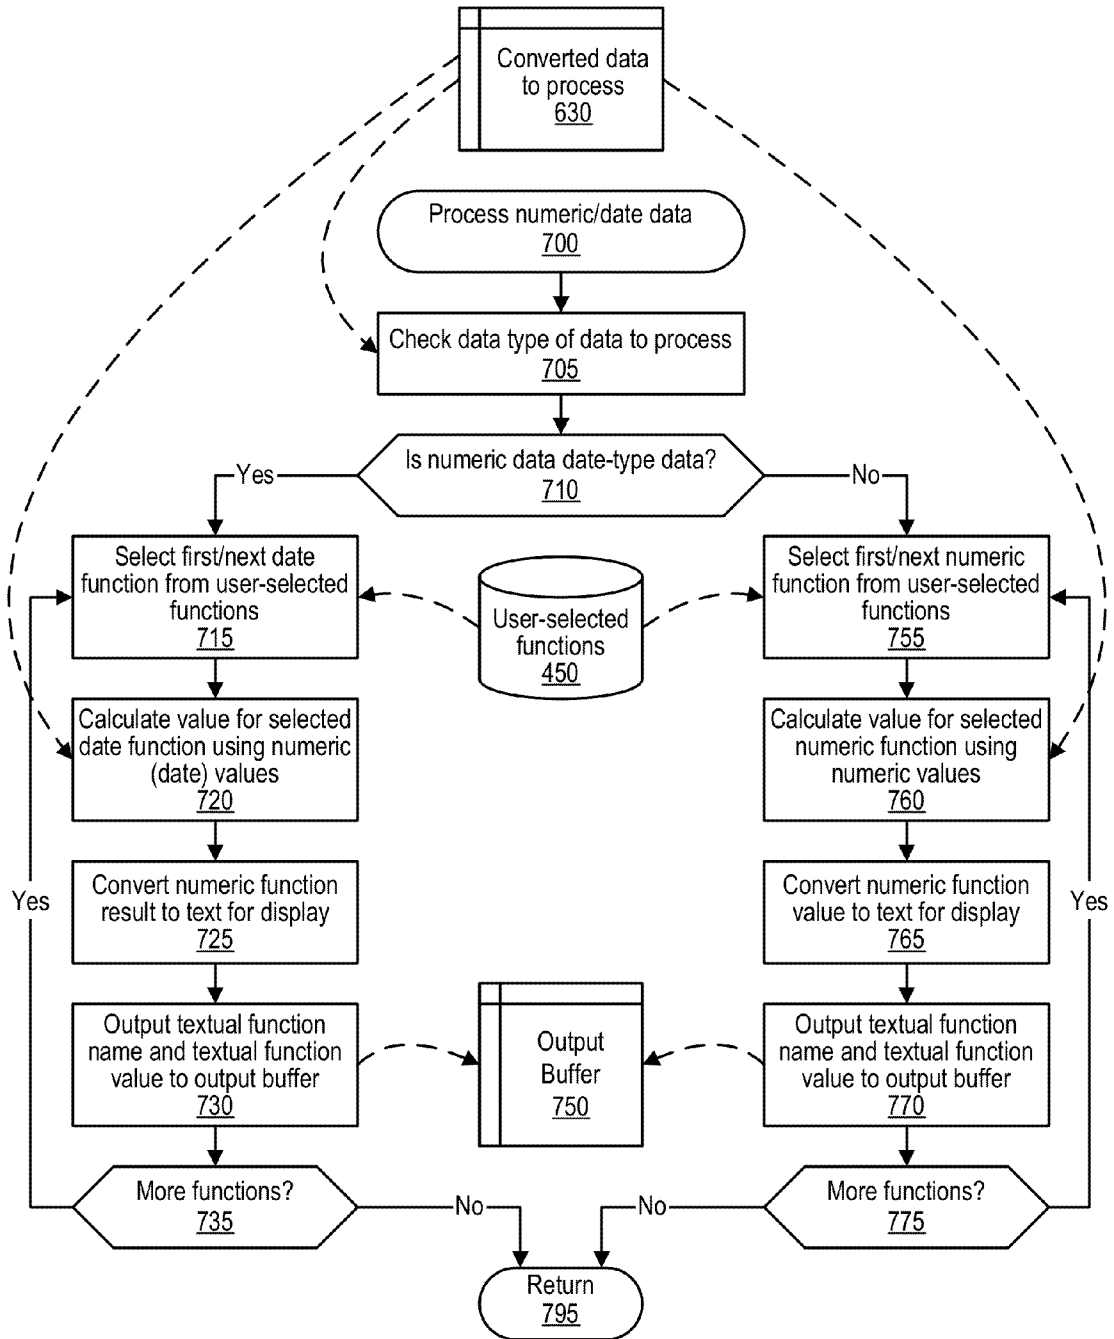 Converted data
to process
630
Process numeric/date data
700
Check data type of data to process
705
Is numeric data date-type data?
710
Yes
No
Select first/next date
function from user-selected
functions
715
User-selected
functions
450
Select first/next numeric
function from user-selected
functions
755
Calculate value for selected
date function using numeric
(date) values
720
Calculate value for selected
numeric function using
numeric values
760
Yes
Convert numeric function
result to text for display
725
Convert numeric function
value to text for display
765
Yes
Output textual function
name and textual function
value to output buffer
730
Output
Buffer
750
Output textual function
name and textual function
value to output buffer
770
More functions?
735
No
No
More functions?
775
Return
795